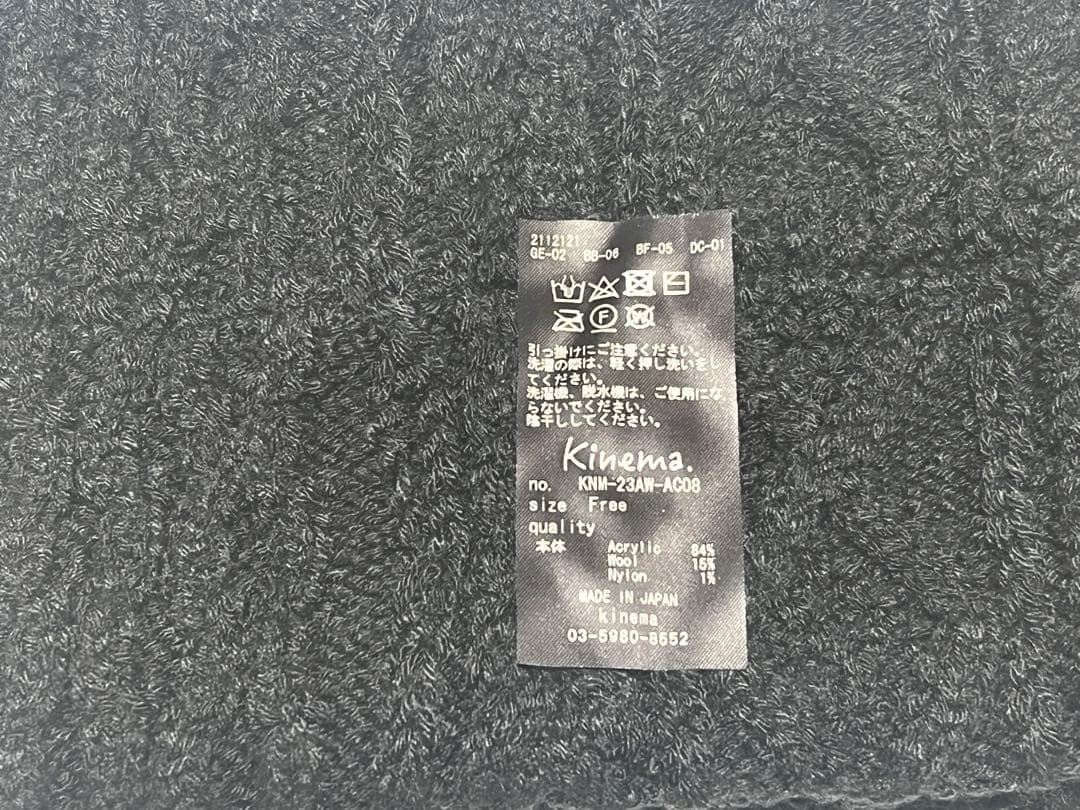 2112121
GE-02 BB-06 BF-05 DC-01
F
W
引っ掛けにご注意ください。
洗濯の際は、軽く押し洗いをし
てください。
洗濯機、脱水機は、ご使用にな
らないでください。
陰干ししてください。
Kinema.
no. KNM-23AW-AC08
size Free
quality
本体 Acrylic 84%
Wool 15%
Nylon 1%
MADE IN JAPAN
kinema
03-5980-8552